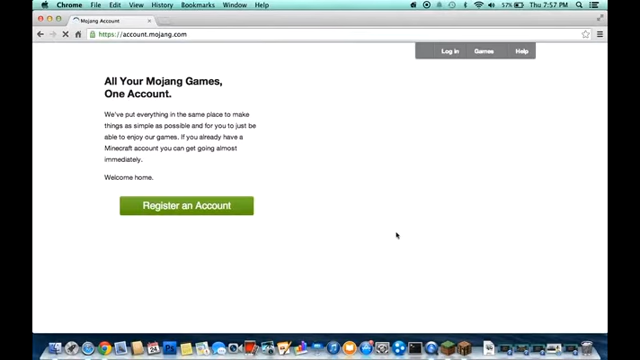 Chrome File Edit View History Bookmarks Window Help
57% Thu 7:57 PM
Mojang Account
https://account.mojang.com
Log in Games Help
All Your Mojang Games,
One Account.
We've put everything in the same place to make
things as simple as possible and for you to just be
able to enjoy our games. If you already have a
Minecraft account you can get going almost
immediately.
Welcome home.
Register an Account